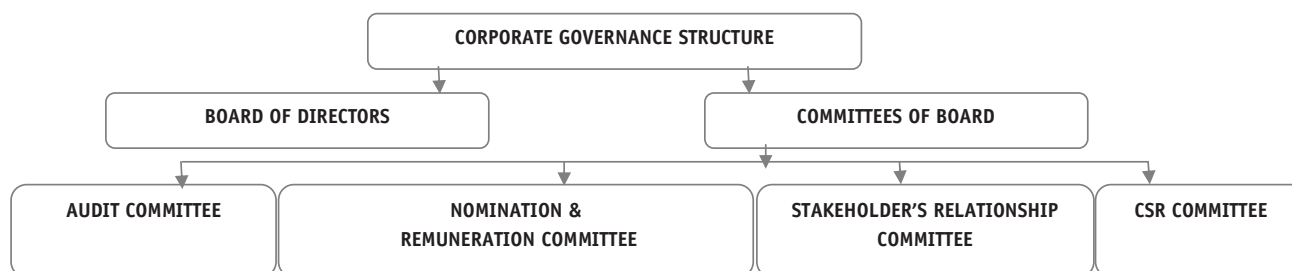 CORPORATE GOVERNANCE STRUCTURE
BOARD OF DIRECTORS
COMMITTEES OF BOARD
AUDIT COMMITTEE
NOMINATION &
REMUNERATION COMMITTEE
STAKEHOLDER'S RELATIONSHIP
COMMITTEE
CSR COMMITTEE